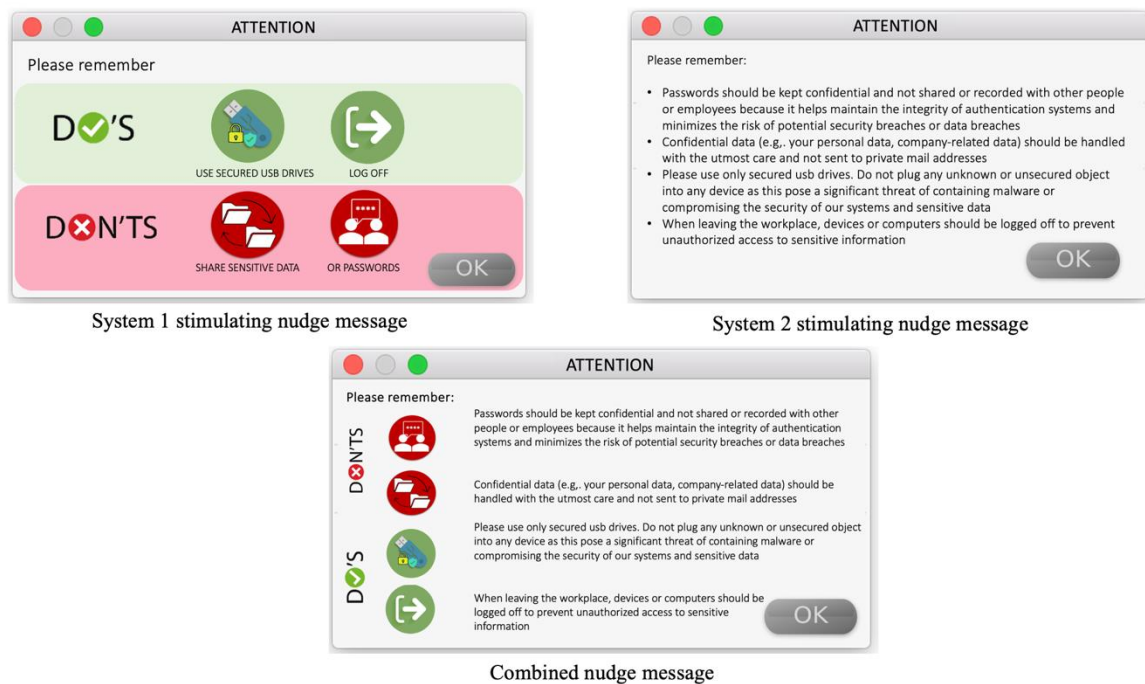 ATTENTION
Please remember
DO'S
USE SECURED USB DRIVES
LOG OFF
DON'TS
SHARE SENSITIVE DATA
OR PASSWORDS
OK
System 1 stimulating nudge message
ATTENTION
Please remember:
• Passwords should be kept confidential and not shared or recorded with other people
or employees because it helps maintain the integrity of authentication systems and
minimizes the risk of potential security breaches or data breaches
• Confidential data (e.g,. your personal data, company-related data) should be handled
with the utmost care and not sent to private mail addresses
• Please use only secured usb drives. Do not plug any unknown or unsecured object
into any device as this pose a significant threat of containing malware or
compromising the security of our systems and sensitive data
• When leaving the workplace, devices or computers should be logged off to prevent
unauthorized access to sensitive information
OK
System 2 stimulating nudge message
ATTENTION
Please remember:
DON'TS
Passwords should be kept confidential and not shared or recorded with other
people or employees because it helps maintain the integrity of authentication
systems and minimizes the risk of potential security breaches or data breaches
Confidential data (e.g,. your personal data, company-related data) should be
handled with the utmost care and not sent to private mail addresses
DO'S
Please use only secured usb drives. Do not plug any unknown or unsecured object
into any device as this pose a significant threat of containing malware or
compromising the security of our systems and sensitive data
When leaving the workplace, devices or computers should be
logged off to prevent unauthorized access to sensitive
information
OK
Combined nudge message